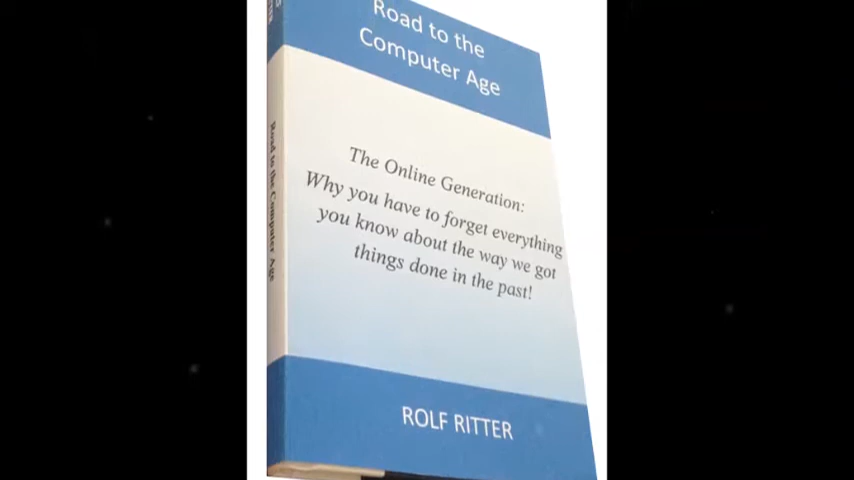 Road to the
Computer Age
The Online Generation:
Why you have to forget everything
you know about the way we got
things done in the past!
ROLF RITTER
Road to the Computer Age